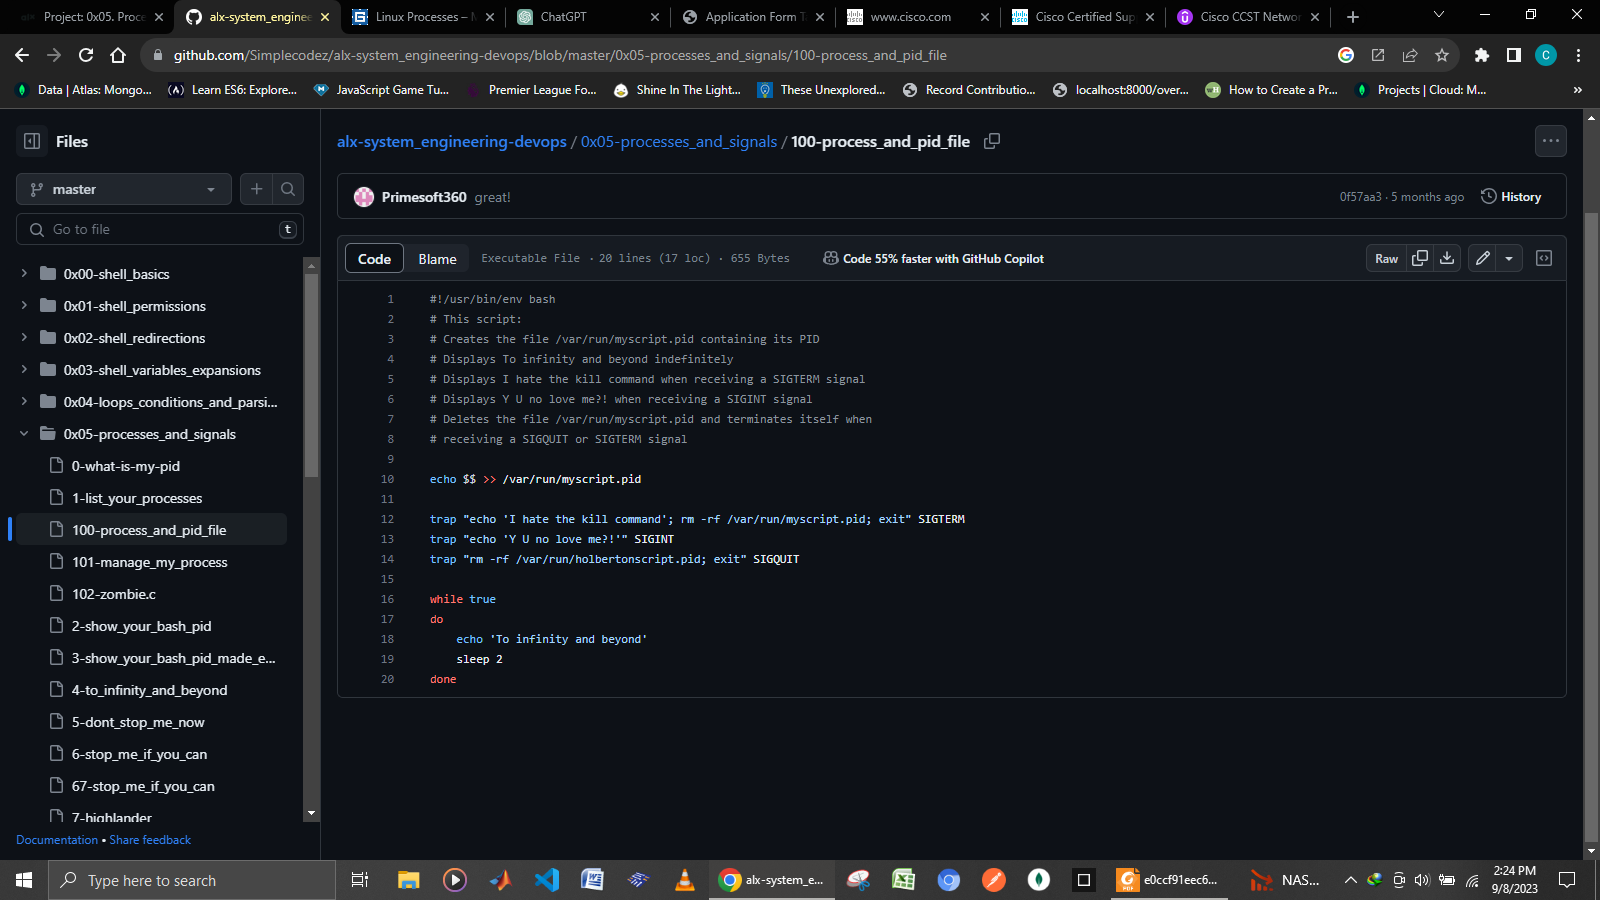 Project: 0x05. Proce
alx-system_enginee
Linux Processes –
ChatGPT
Application Form T
www.cisco.com
Cisco Certified Sup
Cisco CCST Netwo
github.com/Simplecodez/alx-system_engineering-devops/blob/master/0x05-processes_and_signals/100-process_and_pid_file
C
Data | Atlas: Mongo...
Learn ES6: Explore...
JavaScript Game Tu...
Premier League Fo...
Shine In The Light...
These Unexplored...
Record Contributio...
localhost:8000/over...
How to Create a Pr...
Projects | Cloud: M...
»
Files
alx-system_engineering-devops / 0x05-processes_and_signals / 100-process_and_pid_file
master
Go to file
t
Primesoft360 great!
0f57aa3 · 5 months ago
History
Code
Blame
Executable File · 20 lines (17 loc) · 655 Bytes
Code 55% faster with GitHub Copilot
Raw
0x00-shell_basics
0x01-shell_permissions
0x02-shell_redirections
0x03-shell_variables_expansions
0x04-loops_conditions_and_parsi...
0x05-processes_and_signals
0-what-is-my-pid
1-list_your_processes
100-process_and_pid_file
101-manage_my_process
102-zombie.c
2-show_your_bash_pid
3-show_your_bash_pid_made_e...
4-to_infinity_and_beyond
5-dont_stop_me_now
6-stop_me_if_you_can
67-stop_me_if_you_can
7-highlander
Documentation • Share feedback
1 #!/usr/bin/env bash
2 # This script:
3 # Creates the file /var/run/myscript.pid containing its PID
4 # Displays To infinity and beyond indefinitely
5 # Displays I hate the kill command when receiving a SIGTERM signal
6 # Displays Y U no love me?! when receiving a SIGINT signal
7 # Deletes the file /var/run/myscript.pid and terminates itself when
8 # receiving a SIGQUIT or SIGTERM signal
9
10 echo $$ >> /var/run/myscript.pid
11
12 trap "echo 'I hate the kill command'; rm -rf /var/run/myscript.pid; exit" SIGTERM
13 trap "echo 'Y U no love me?!'" SIGINT
14 trap "rm -rf /var/run/holbertonscript.pid; exit" SIGQUIT
15
16 while true
17 do
18 echo 'To infinity and beyond'
19 sleep 2
20 done
Type here to search
alx-system_e...
e0ccf91eec6...
NAS...
2:24 PM
9/8/2023